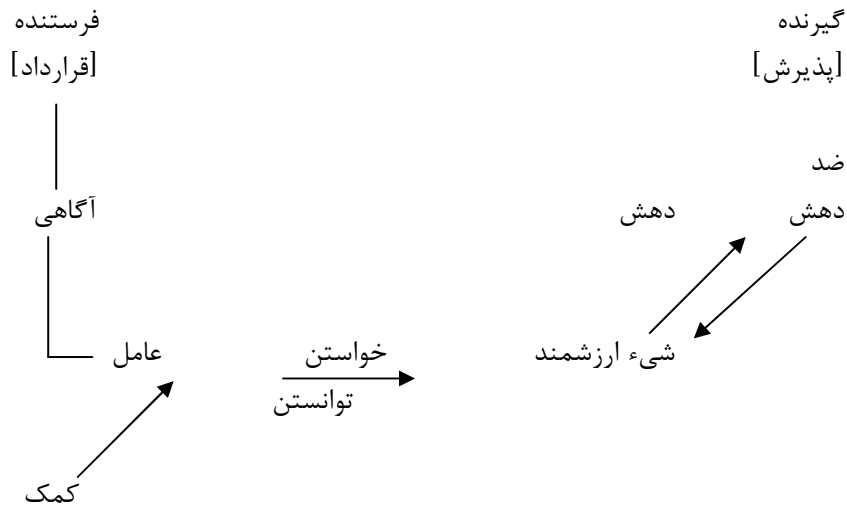 گیرنده
فرستنده
[پذیرش]
[قرارداد]
ضد
دهش
دهش
آگاهی
شیء ارزشمند
خواستن
عامل
توانستن
کمک